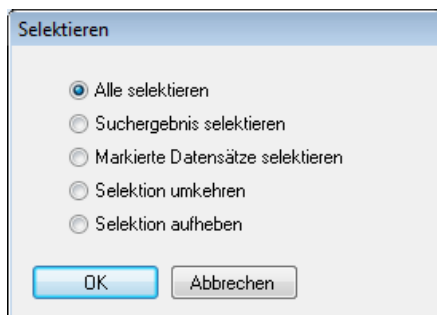 Selektieren
Alle selektieren
Suchergebnis selektieren
Markierte Datensätze selektieren
Selektion umkehren
Selektion aufheben
OK Abbrechen